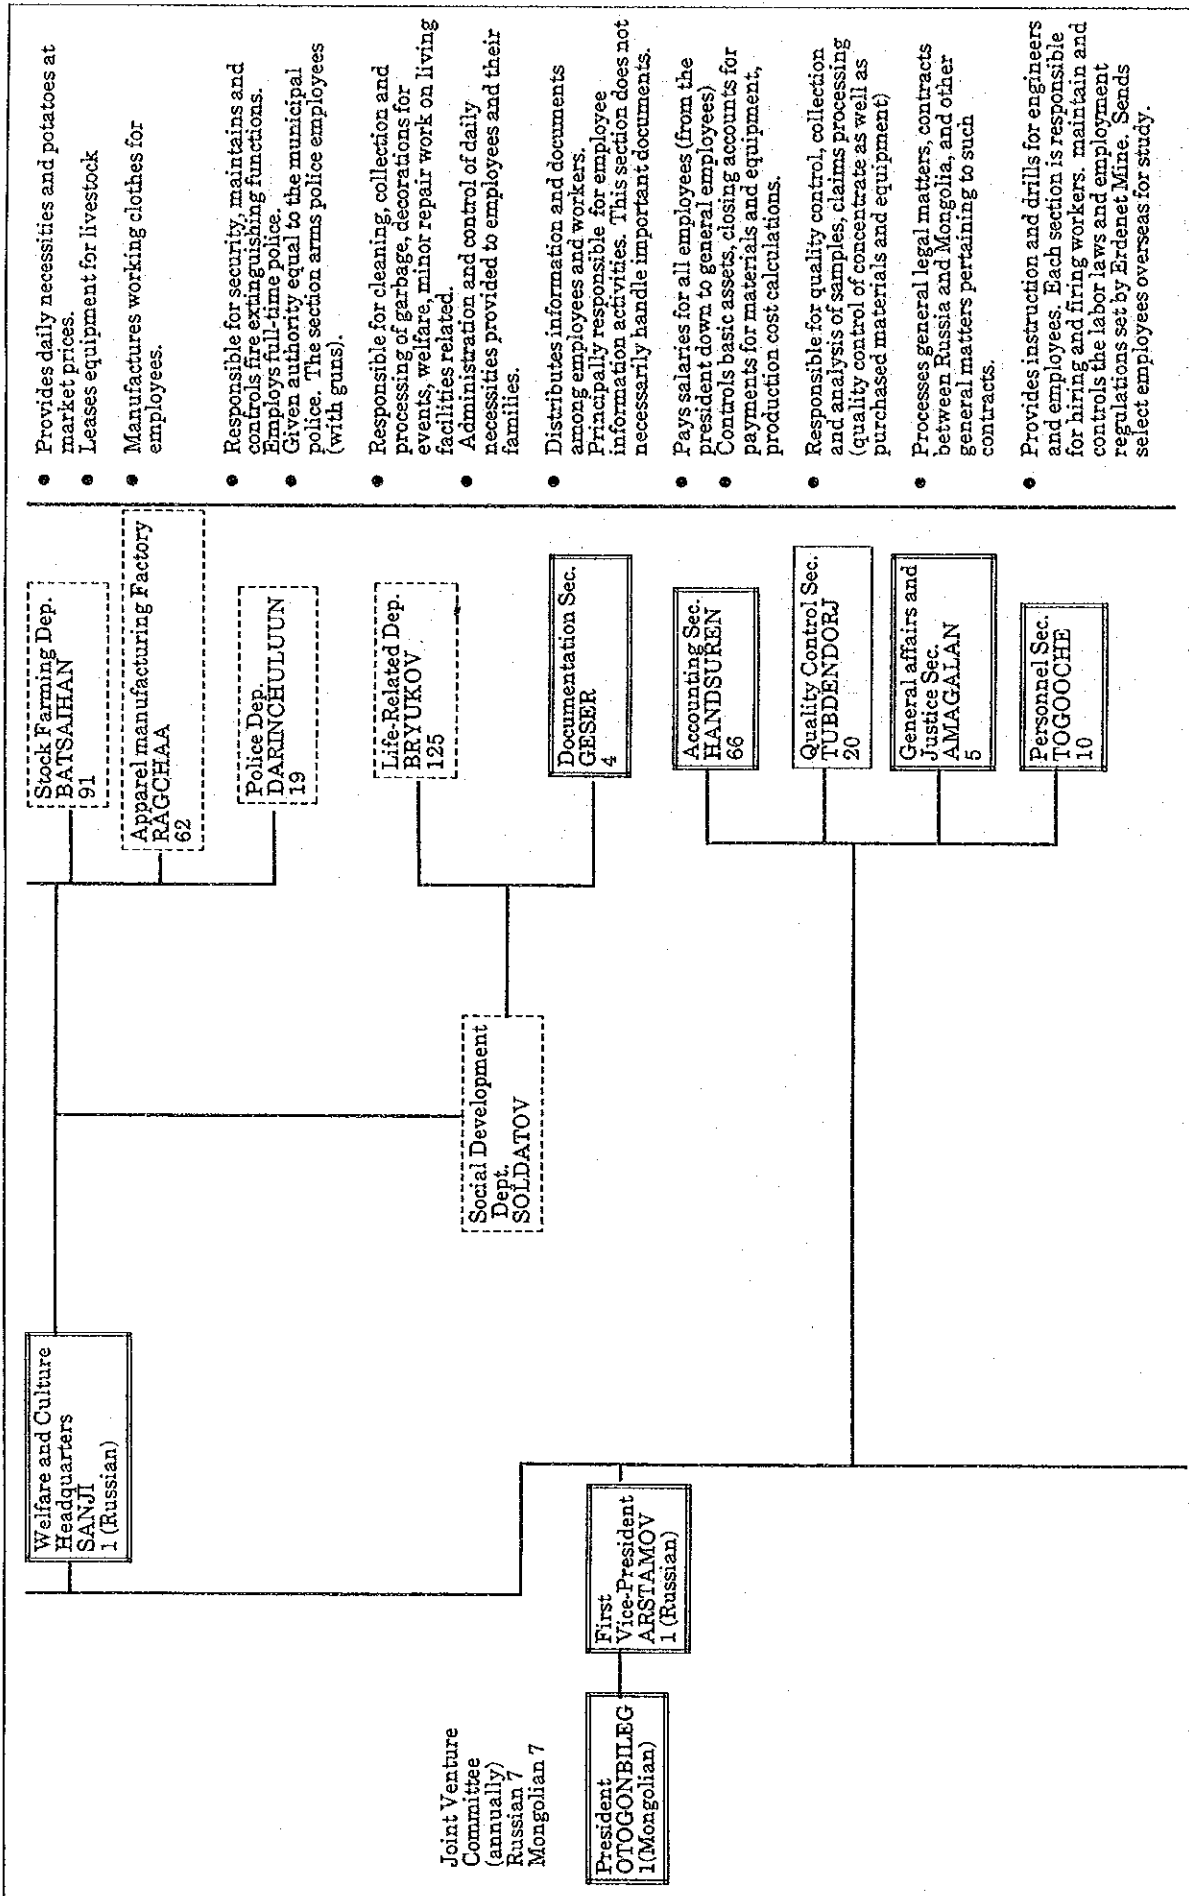 Joint Venture
Committee
(annually)
Russian 7
Mongolian 7
President
OTOGONBILEG
1(Mongolian)
First
Vice-President
ARSTAMOV
1 (Russian)
Welfare and Culture
Headquarters
SANJI
1 (Russian)
Social Development
Dept.
SOLDATOV
Stock Farming Dep.
BATSAIHAN
91
Apparel manufacturing Factory
RAGCHAA
62
Police Dep.
DARINCHULUUN
19
Life-Related Dep.
BRYUKOV
125
Documentation Sec.
GESER
4
Accounting Sec.
HANDSUREN
66
Quality Control Sec.
TUBDENDORJ
20
General affairs and
Justice Sec.
AMAGALAN
5
Personnel Sec.
TOGOOCHE
10
● Provides daily necessities and potatoes at
market prices.
● Leases equipment for livestock
● Manufactures working clothes for
employees.
● Responsible for security, maintains and
controls fire extinguishing functions.
Employs full-time police.
● Given authority equal to the municipal
police. The section arms police employees
(with guns).
● Responsible for cleaning, collection and
processing of garbage, decorations for
events, welfare, minor repair work on living
facilities related.
● Administration and control of daily
necessities provided to employees and their
families.
● Distributes information and documents
among employees and workers.
Principally responsible for employee
information activities. This section does not
necessarily handle important documents.
● Pays salaries for all employees (from the
president down to general employees)
● Controls basic assets, closing accounts for
payments for materials and equipment,
production cost calculations.
● Responsible for quality control, collection
and analysis of samples, claims processing
(quality control of concentrate as well as
purchased materials and equipment)
● Processes general legal matters, contracts
between Russia and Mongolia, and other
general matters pertaining to such
contracts.
● Provides instruction and drills for engineers
and employees. Each section is responsible
for hiring and firing workers. maintain and
controls the labor laws and employment
regulations set by Erdenet Mine. Sends
select employees overseas for study.